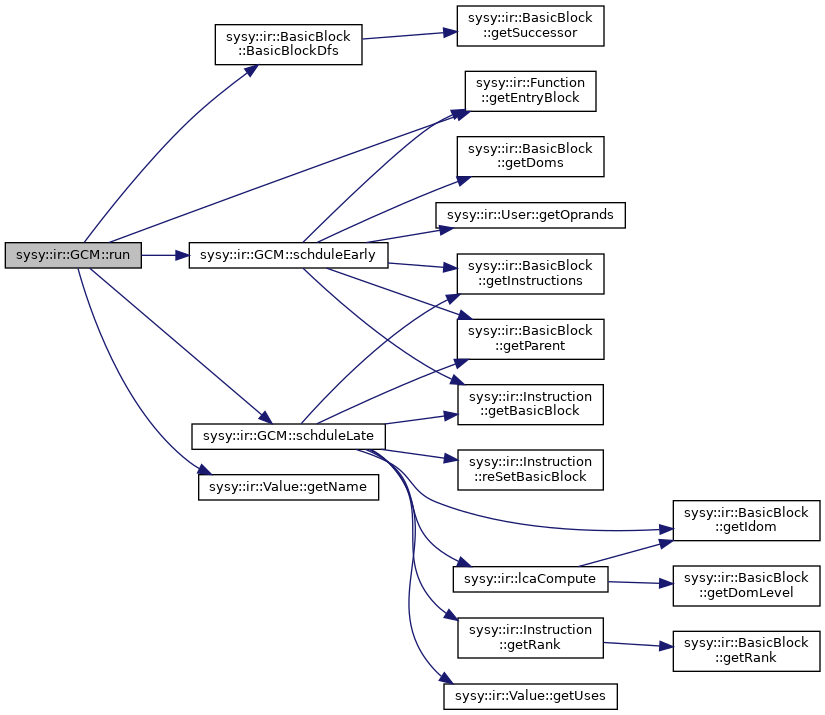 sysy::ir::GCM::run
sysy::ir::BasicBlock
::BasicBlockDfs
sysy::ir::BasicBlock
::getSuccessor
sysy::ir::Function
::getEntryBlock
sysy::ir::BasicBlock
::getDoms
sysy::ir::User::getOprands
sysy::ir::GCM::schduleEarly
sysy::ir::BasicBlock
::getInstructions
sysy::ir::BasicBlock
::getParent
sysy::ir::Instruction
::getBasicBlock
sysy::ir::GCM::schduleLate
sysy::ir::Instruction
::reSetBasicBlock
sysy::ir::Value::getName
sysy::ir::BasicBlock
::getIdom
sysy::ir::lcaCompute
sysy::ir::BasicBlock
::getDomLevel
sysy::ir::Instruction
::getRank
sysy::ir::BasicBlock
::getRank
sysy::ir::Value::getUses